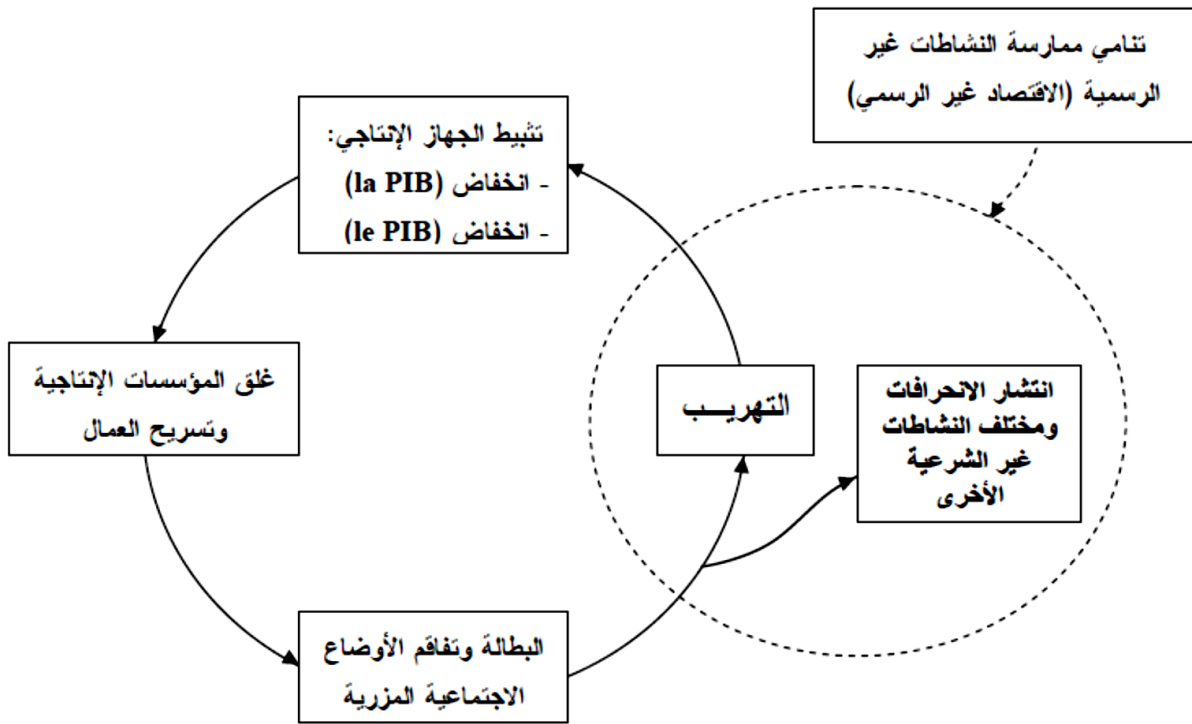 تنامي ممارسة النشاطات غير
الرسمية (الاقتصاد غير الرسمي)
تثبيط الجهاز الإنتاجي:
- انخفاض (la PIB)
- انخفاض (le PIB)
غلق المؤسسات الإنتاجية
وتسريح العمال
التهريـــب
انتشار الانحرافات
ومختلف النشاطات
غير الشرعية
الأخرى
البطالة وتفاقم الأوضاع
الاجتماعية المزرية